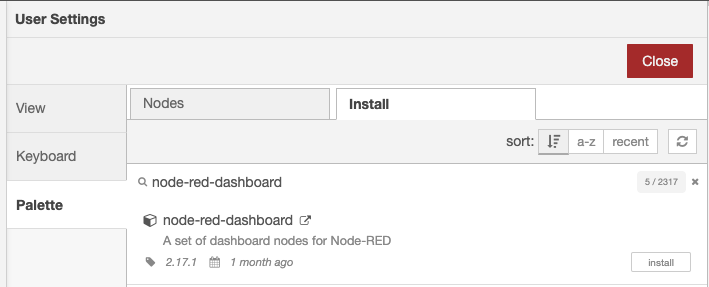 User Settings
Close
View
Keyboard
Palette
Nodes
Install
sort: a-z recent
node-red-dashboard 5 / 2317
node-red-dashboard
A set of dashboard nodes for Node-RED
2.17.1 1 month ago install